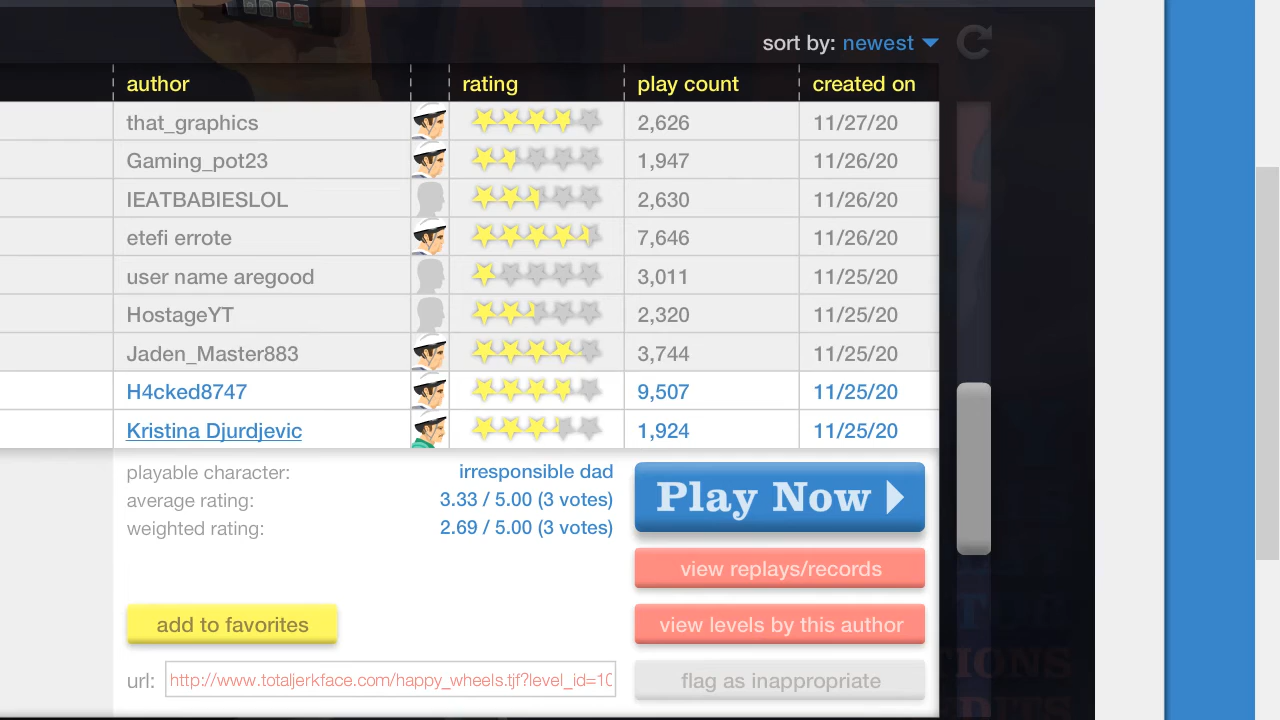 sort by: newest
author rating play count created on
that_graphics 2,626 11/27/20
Gaming_pot23 1,947 11/26/20
IEATBABIESLOL 2,630 11/26/20
etefi errote 7,646 11/26/20
user name aregood 3,011 11/25/20
HostageYT 2,320 11/25/20
Jaden_Master883 3,744 11/25/20
H4cked8747 9,507 11/25/20
Kristina Djurdjevic 1,924 11/25/20
playable character: irresponsible dad
average rating: 3.33 / 5.00 (3 votes)
weighted rating: 2.69 / 5.00 (3 votes)
Play Now
view replays/records
add to favorites
view levels by this author
url: http://www.totaljerkface.com/happy_wheels.tjf?level_id=10
flag as inappropriate